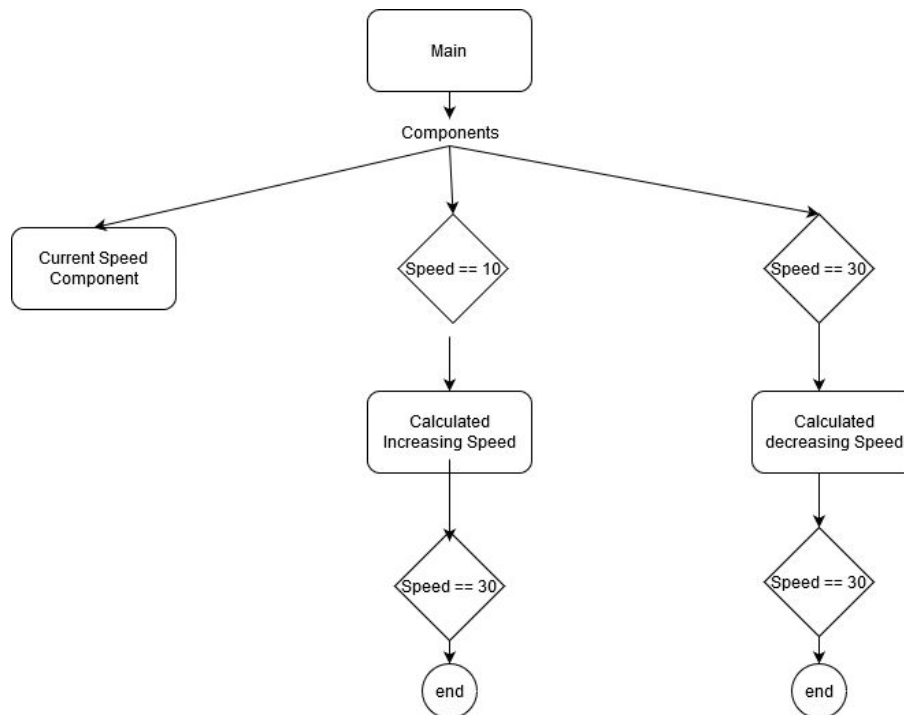 Main
Components
Current Speed
Component
Speed == 10
Speed == 30
Calculated
Increasing Speed
Calculated
decreasing Speed
Speed == 30
Speed == 30
end
end